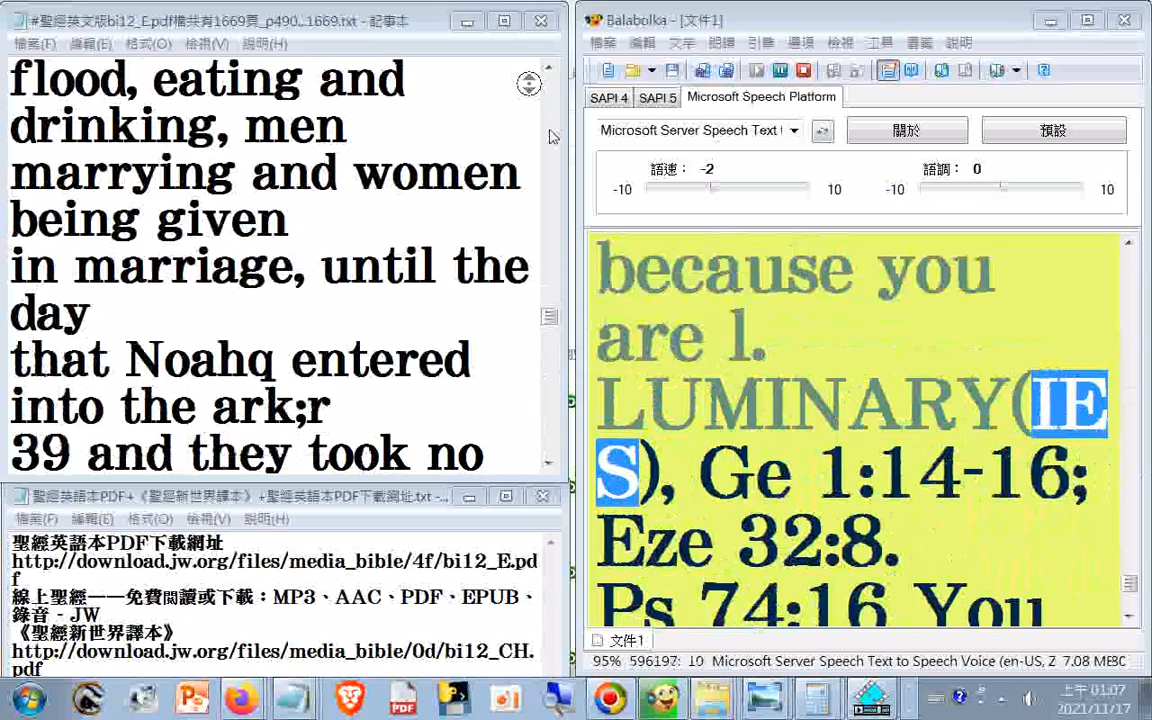 #聖經英文版bi12_E.pdf檔共有1669頁_p490...1669.txt - 記事本
檔案(F) 編輯(E) 格式(O) 檢視(V) 說明(H)
flood, eating and
drinking, men
marrying and women
being given
in marriage, until the
day
that Noahq entered
into the ark;r
39 and they took no
聖經英語本PDF+《聖經新世界譯本》+聖經英語本PDF下載網址.txt -...
檔案(F) 編輯(E) 格式(O) 檢視(V) 說明(H)
聖經英語本PDF下載網址
http://download.jw.org/files/media_bible/4f/bi12_E.pd
f
線上聖經——免費閱讀或下載：MP3、AAC、PDF、EPUB、
錄音 - JW
《聖經新世界譯本》
http://download.jw.org/files/media_bible/0d/bi12_CH.
pdf
Balabolka - [文件1]
檔案 編輯 文字 朗讀 引擎 選項 檢視 工具 書籤 說明
SAPI 4 SAPI 5 Microsoft Speech Platform
Microsoft Server Speech Text t 關於 預設
語速： -2 語調： 0
-10 10 -10 10
because you
are l.
LUMINARY(IE
S), Ge 1:14-16;
Eze 32:8.
Ps 74:16 You
文件1
95% 596197: 10 Microsoft Server Speech Text to Speech Voice (en-US, Z 7.08 МБ
PDF
上午 01:07
2021/11/17